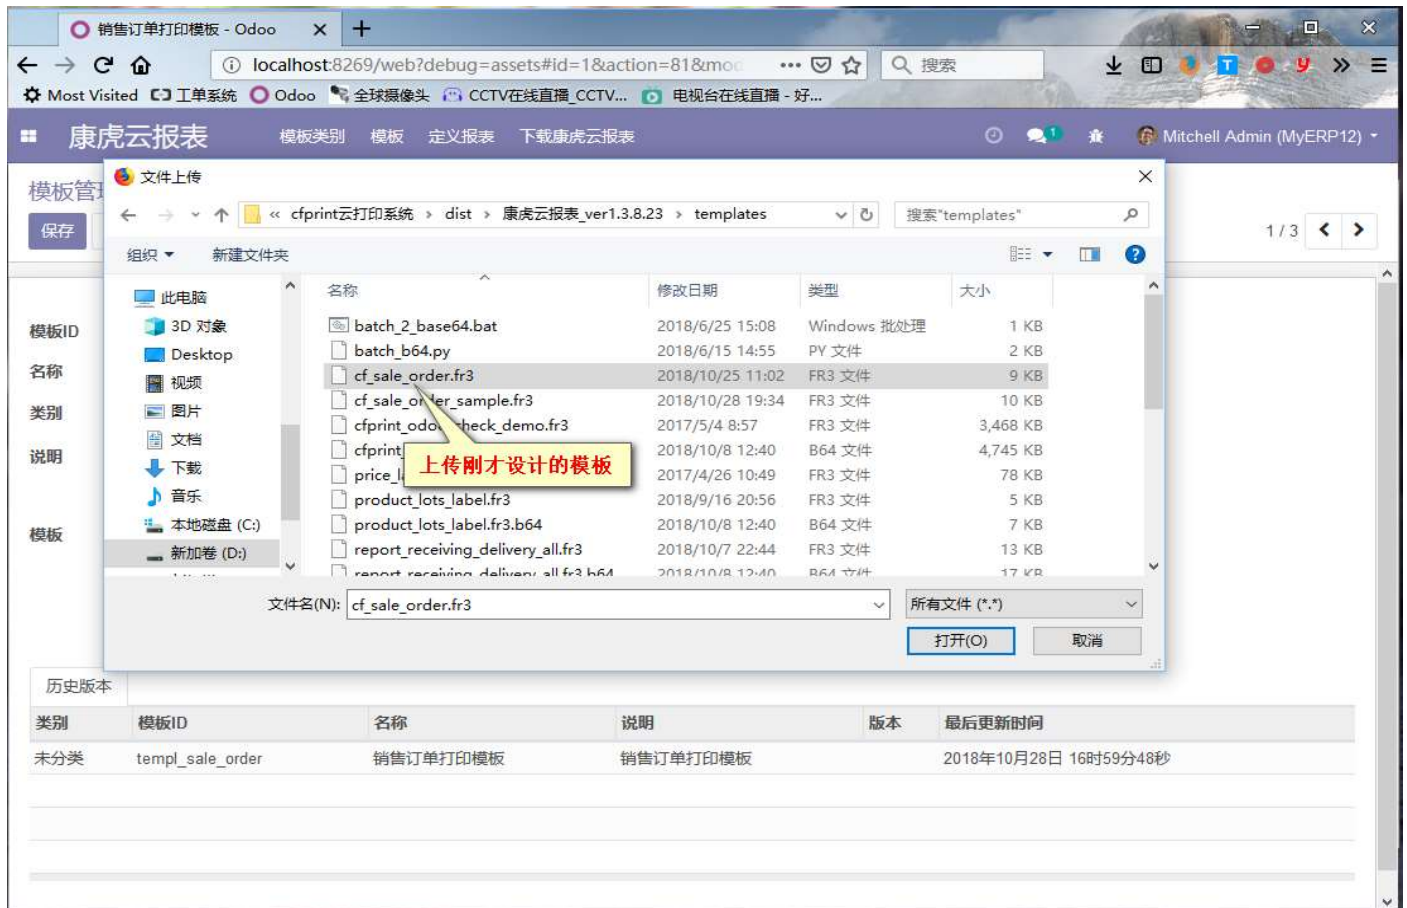 销售订单打印模板 - Odoo
localhost:8269/web?debug=assets#id=1&action=81&mo
搜索
Most Visited 工单系统 Odoo 全球摄像头 CCTV在线直播_CCTV... 电视台在线直播 - 好...
康虎云报表 模板类别 模板 定义报表 下载康虎云报表 1 Mitchell Admin (MyERP12)
模板管
保存
1 / 3
文件上传
« cfprint云打印系统 › dist › 康虎云报表_ver1.3.8.23 › templates
搜索"templates"
组织 新建文件夹
模板ID
名称
类别
说明
模板
此电脑
3D 对象
Desktop
视频
图片
文档
下载
音乐
本地磁盘 (C:)
新加卷 (D:)
名称 修改日期 类型 大小
batch_2_base64.bat 2018/6/25 15:08 Windows 批处理 1 KB
batch_b64.py 2018/6/15 14:55 PY 文件 2 KB
cf_sale_order.fr3 2018/10/25 11:02 FR3 文件 9 KB
cf_sale_order_sample.fr3 2018/10/28 19:34 FR3 文件 10 KB
cfprint_odoo_check_demo.fr3 2017/5/4 8:57 FR3 文件 3,468 KB
cfprint 2018/10/8 12:40 B64 文件 4,745 KB
price_l 2017/4/26 10:49 FR3 文件 78 KB
product_lots_label.fr3 2018/9/16 20:56 FR3 文件 5 KB
product_lots_label.fr3.b64 2018/10/8 12:40 B64 文件 7 KB
report_receiving_delivery_all.fr3 2018/10/7 22:44 FR3 文件 13 KB
report_receiving_delivery_all.fr3.b64 2018/10/8 12:40 B64 文件 17 KB
上传刚才设计的模板
文件名(N): cf_sale_order.fr3 所有文件 (*.*)
打开(O) 取消
历史版本
类别 模板ID 名称 说明 版本 最后更新时间
未分类 templ_sale_order 销售订单打印模板 销售订单打印模板 2018年10月28日 16时59分48秒